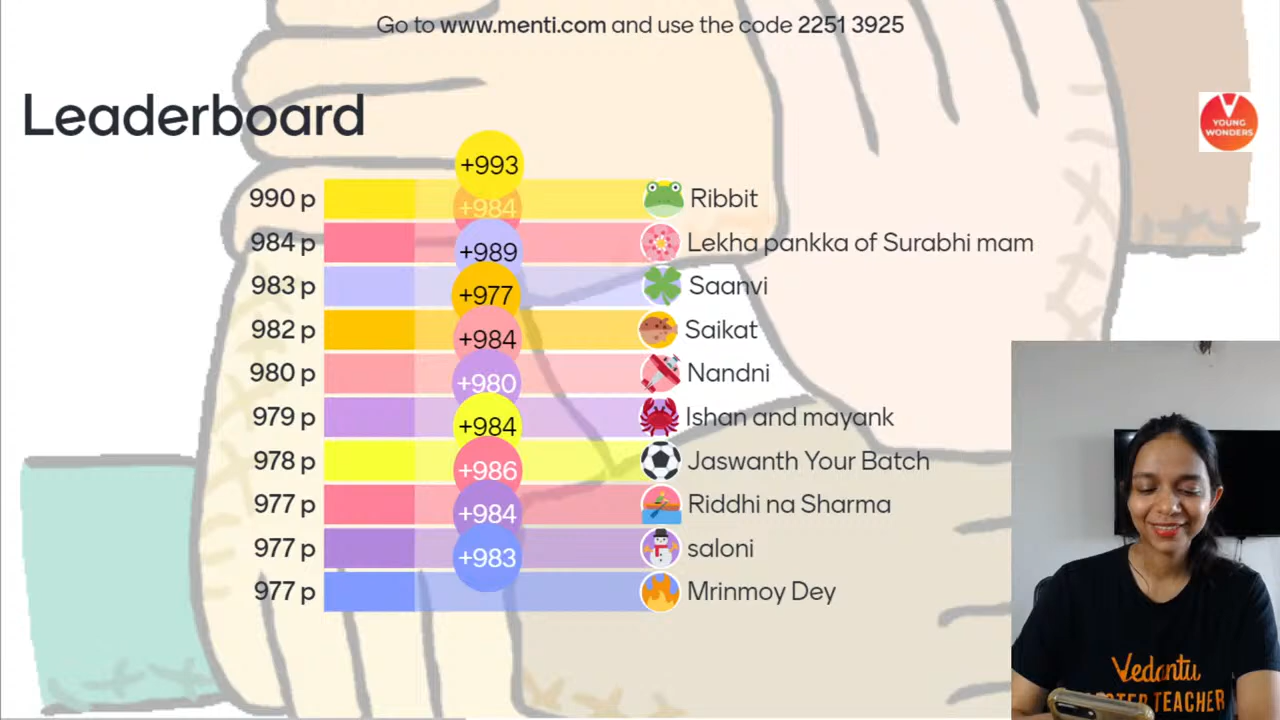 Go to www.menti.com and use the code 2251 3925
Leaderboard
YOUNG
WONDERS
+993
990 p Ribbit
+984
984 p Lekha pankka of Surabhi mam
+989
983 p Saanvi
+977
982 p Saikat
+984
980 p Nandni
+980
979 p Ishan and mayank
+984
978 p Jaswanth Your Batch
+986
977 p Riddhi na Sharma
+984
977 p saloni
+983
977 p Mrinmoy Dey
Vedantu
TEACHER